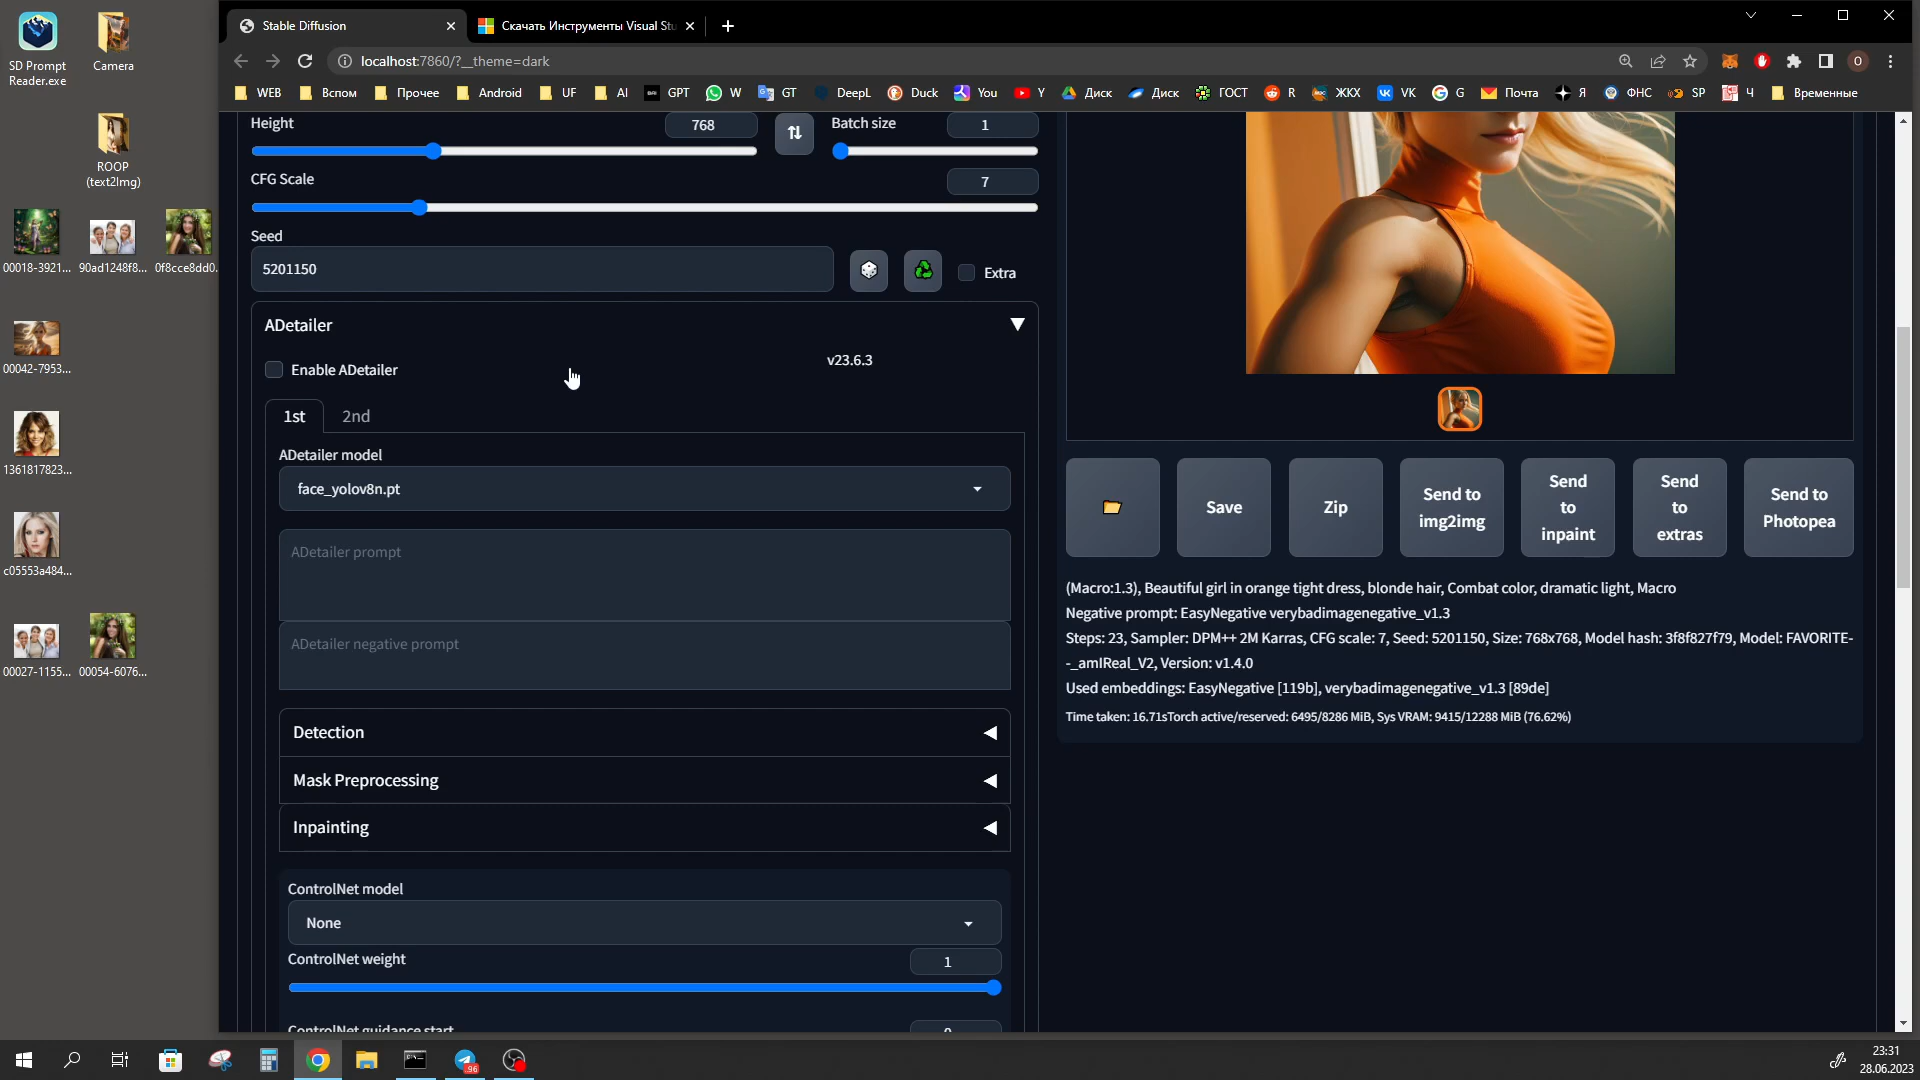 SD Prompt
Reader.exe
Camera
ROOP
(text2Img)
00018-3921...
90ad1248f8...
0f8cce8dd0.
00042-7953...
1361817823...
c05553a484...
00027-1155...
00054-6076...
Stable Diffusion
Скачать Инструменты Visual Stu
localhost:7860/?__theme=dark
O
WEB
Вспом
Прочее
Android
UF
AI
GPT
W
GT
DeepL
Duck
You
Y
Диск
Диск
ГОСТ
R
ЖКХ
VK
G
Почта
Я
ФНС
SP
Ч
Временные
Height
768
Batch size
1
CFG Scale
7
Seed
5201150
Extra
ADetailer
Enable ADetailer
v23.6.3
1st
2nd
ADetailer model
face_yolov8n.pt
ADetailer prompt
ADetailer negative prompt
Detection
Mask Preprocessing
Inpainting
ControlNet model
None
ControlNet weight
1
ControlNet guidance start
0
Save
Zip
Send to
img2img
Send
to
inpaint
Send
to
extras
Send to
Photopea
(Macro:1.3), Beautiful girl in orange tight dress, blonde hair, Combat color, dramatic light, Macro
Negative prompt: EasyNegative verybadimagenegative_v1.3
Steps: 23, Sampler: DPM++ 2M Karras, CFG scale: 7, Seed: 5201150, Size: 768x768, Model hash: 3f8f827f79, Model: FAVORITE-
-_amIReal_V2, Version: v1.4.0
Used embeddings: EasyNegative [119b], verybadimagenegative_v1.3 [89de]
Time taken: 16.71sTorch active/reserved: 6495/8286 MiB, Sys VRAM: 9415/12288 MiB (76.62%)
96
23:31
28.06.2023